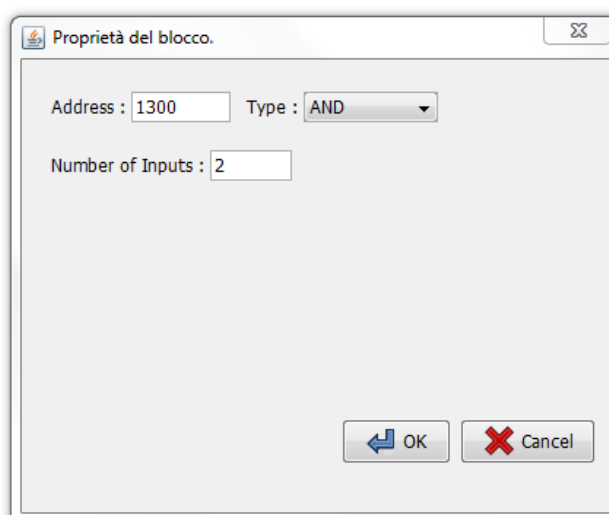 Proprietà del blocco.
Address : 1300 Type : AND
Number of Inputs : 2
OK Cancel